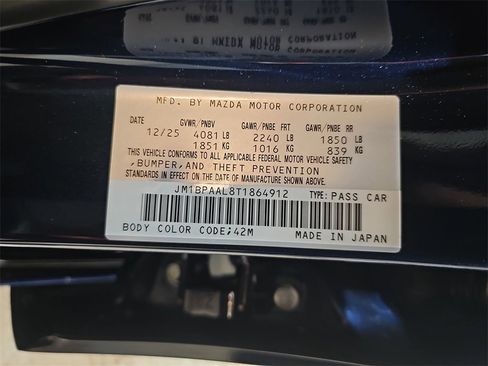 MFD. BY MAZDA MOTOR CORPORATION
DATE GVWR/PNBV GAWR/PNBE FRT GAWR/PNBE RR
12/25 4081 LB 2240 LB 1850 LB
1851 KG 1016 KG 839 KG
THIS VEHICLE CONFORMS TO ALL APPLICABLE FEDERAL MOTOR VEHICLE SAFETY
,BUMPER,AND THEFT PREVENTION
STANDARDS IN EFFECT ON THE DATE OF MANUFACTURE SHOWN ABOVE.
JM1BPAAL8T1864912 TYPE: PASS CAR
BODY COLOR CODE;42M MADE IN JAPAN